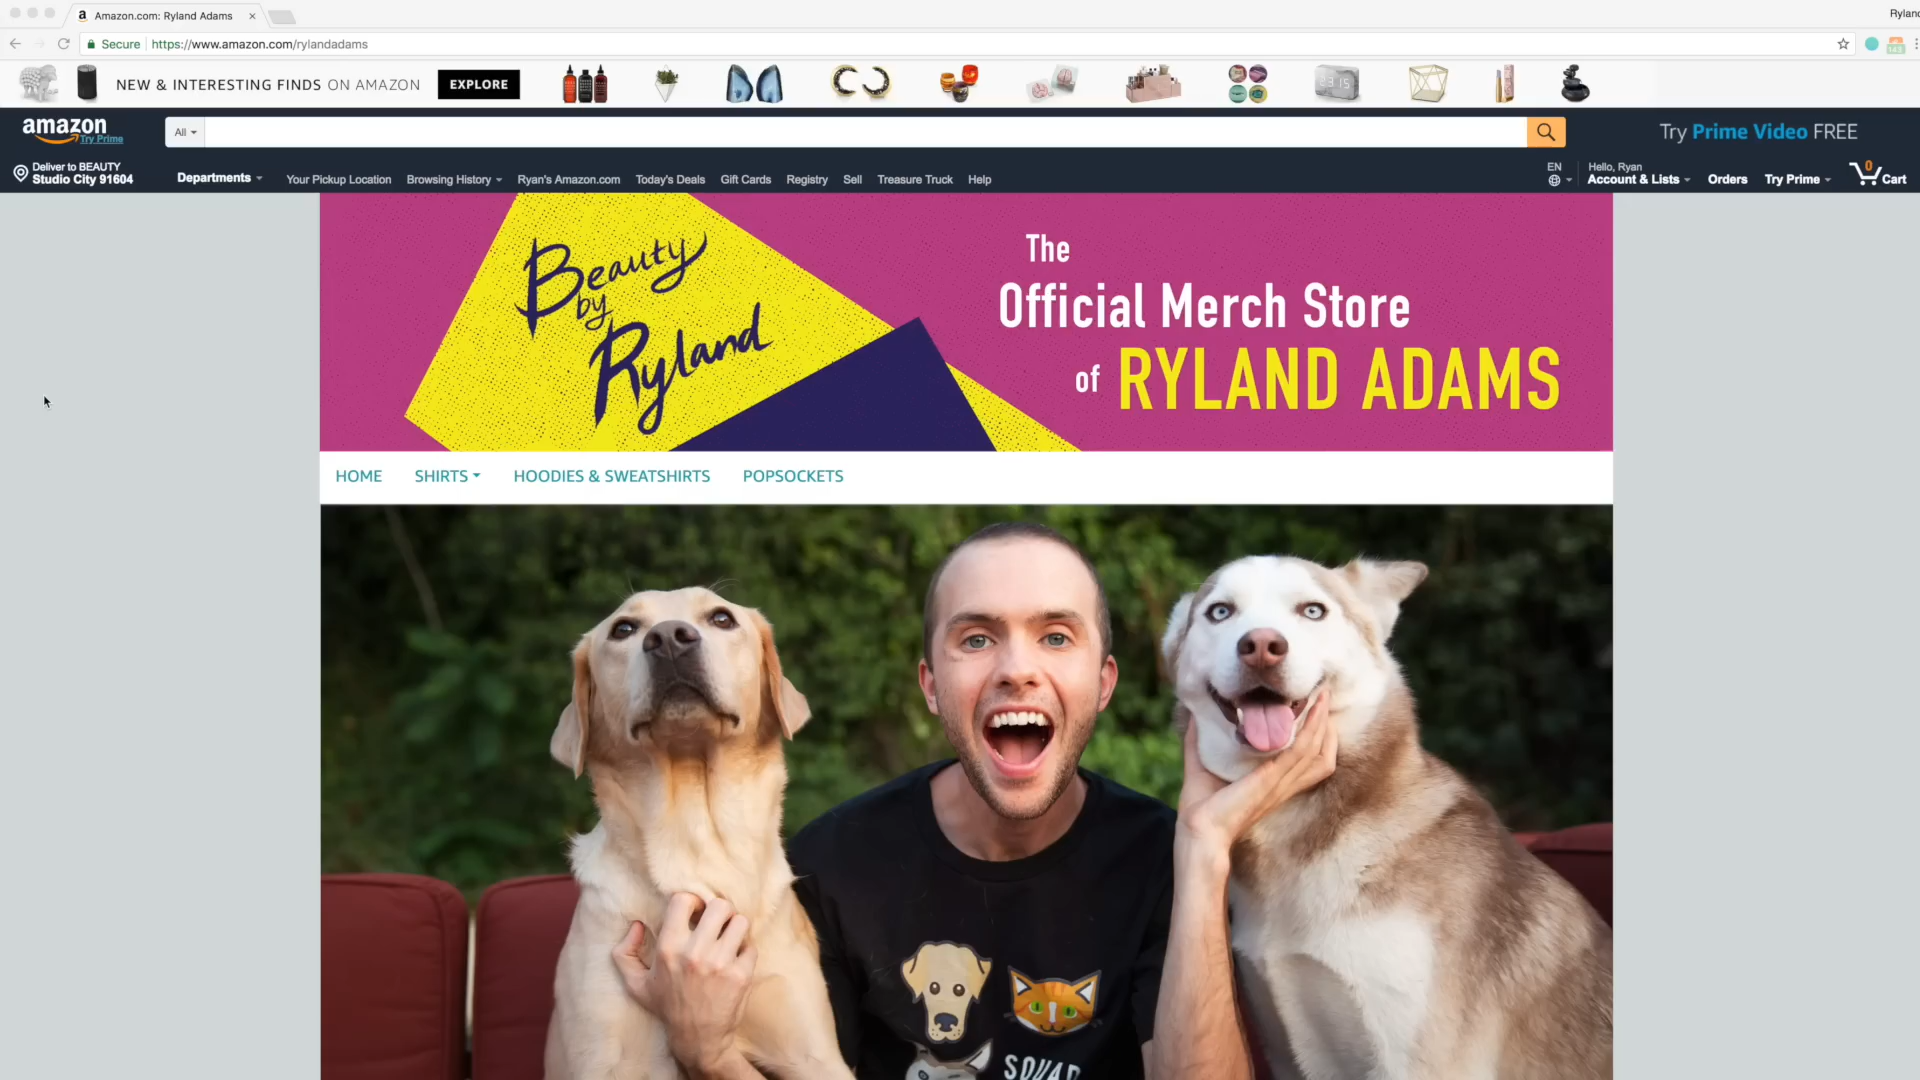 Amazon.com: Ryland Adams
Secure https://www.amazon.com/rylandadams
NEW & INTERESTING FINDS ON AMAZON EXPLORE
amazon
Try Prime
All
Try Prime Video FREE
Deliver to BEAUTY
Studio City 91604
Departments Your Pickup Location Browsing History Ryan's Amazon.com Today's Deals Gift Cards Registry Sell Treasure Truck Help
EN
Hello, Ryan
Account & Lists Orders Try Prime 0 Cart
Beauty
by
Ryland
The
Official Merch Store
of RYLAND ADAMS
HOME SHIRTS HOODIES & SWEATSHIRTS POPSOCKETS
SQUAD